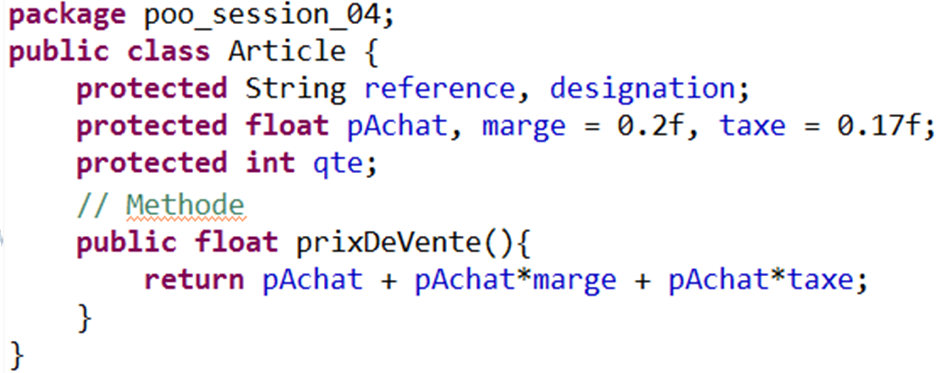 package poo_session_04;
public class Article {
    protected String reference, designation;
    protected float pAchat, marge = 0.2f, taxe = 0.17f;
    protected int qte;
    // Methode
    public float prixDeVente(){
        return pAchat + pAchat*marge + pAchat*taxe;
    }
}